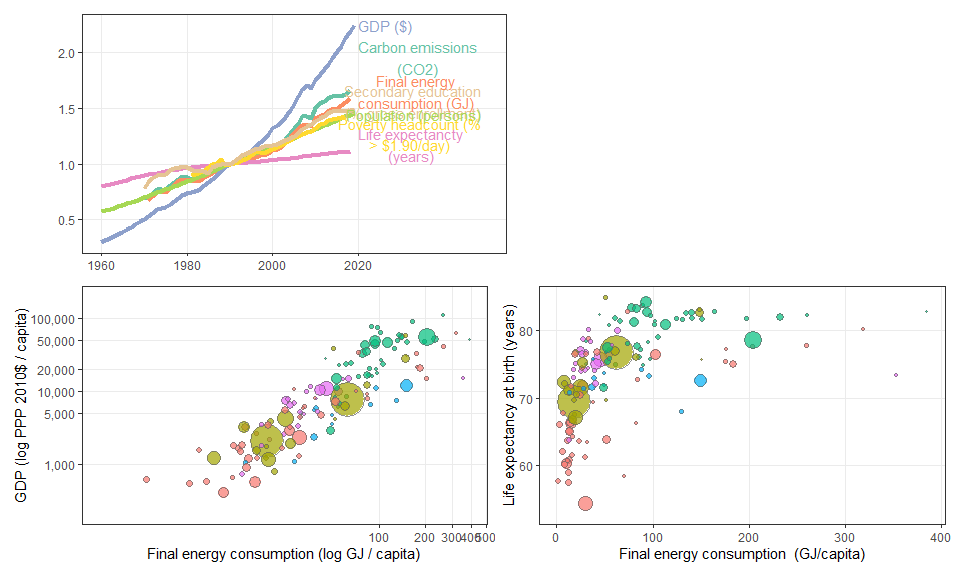 GDP ($)
Carbon emissions
(CO2)
Final energy
Secondary education
consumption (GJ)
Population (persons)
Poverty headcount (%
Life expectantcy
> $1.90/day)
(years)
2.0
1.5
1.0
0.5
1960
1980
2000
2020
GDP (log PPP 2010$ / capita)
100,000
50,000
20,000
10,000
5,000
1,000
100
200
300
400
500
Final energy consumption (log GJ / capita)
Life expectancy at birth (years)
80
70
60
0
100
200
300
400
Final energy consumption (GJ/capita)